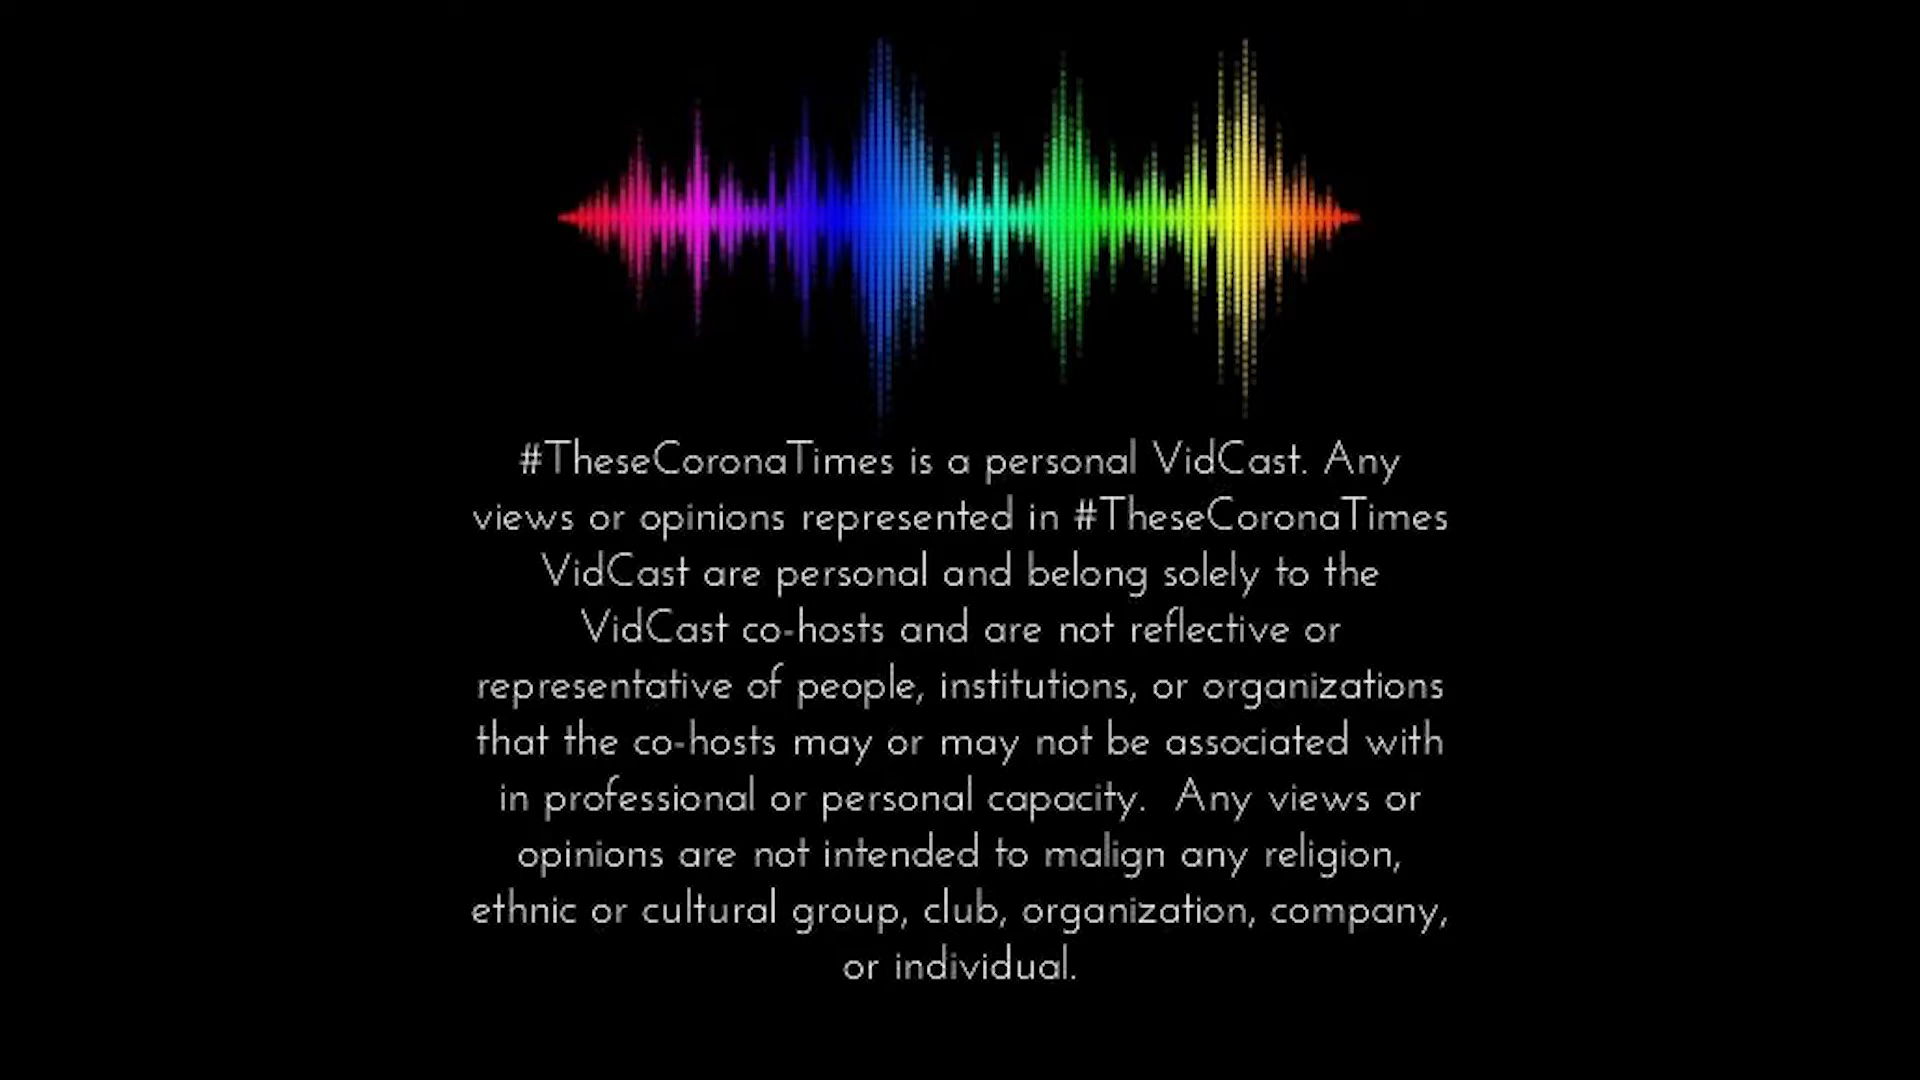 #TheseCoronaTimes is a personal VidCast. Any
views or opinions represented in #TheseCoronaTimes
VidCast are personal and belong solely to the
VidCast co-hosts and are not reflective or
representative of people, institutions, or organizations
that the co-hosts may or may not be associated with
in professional or personal capacity.  Any views or
opinions are not intended to malign any religion,
ethnic or cultural group, club, organization, company,
or individual.